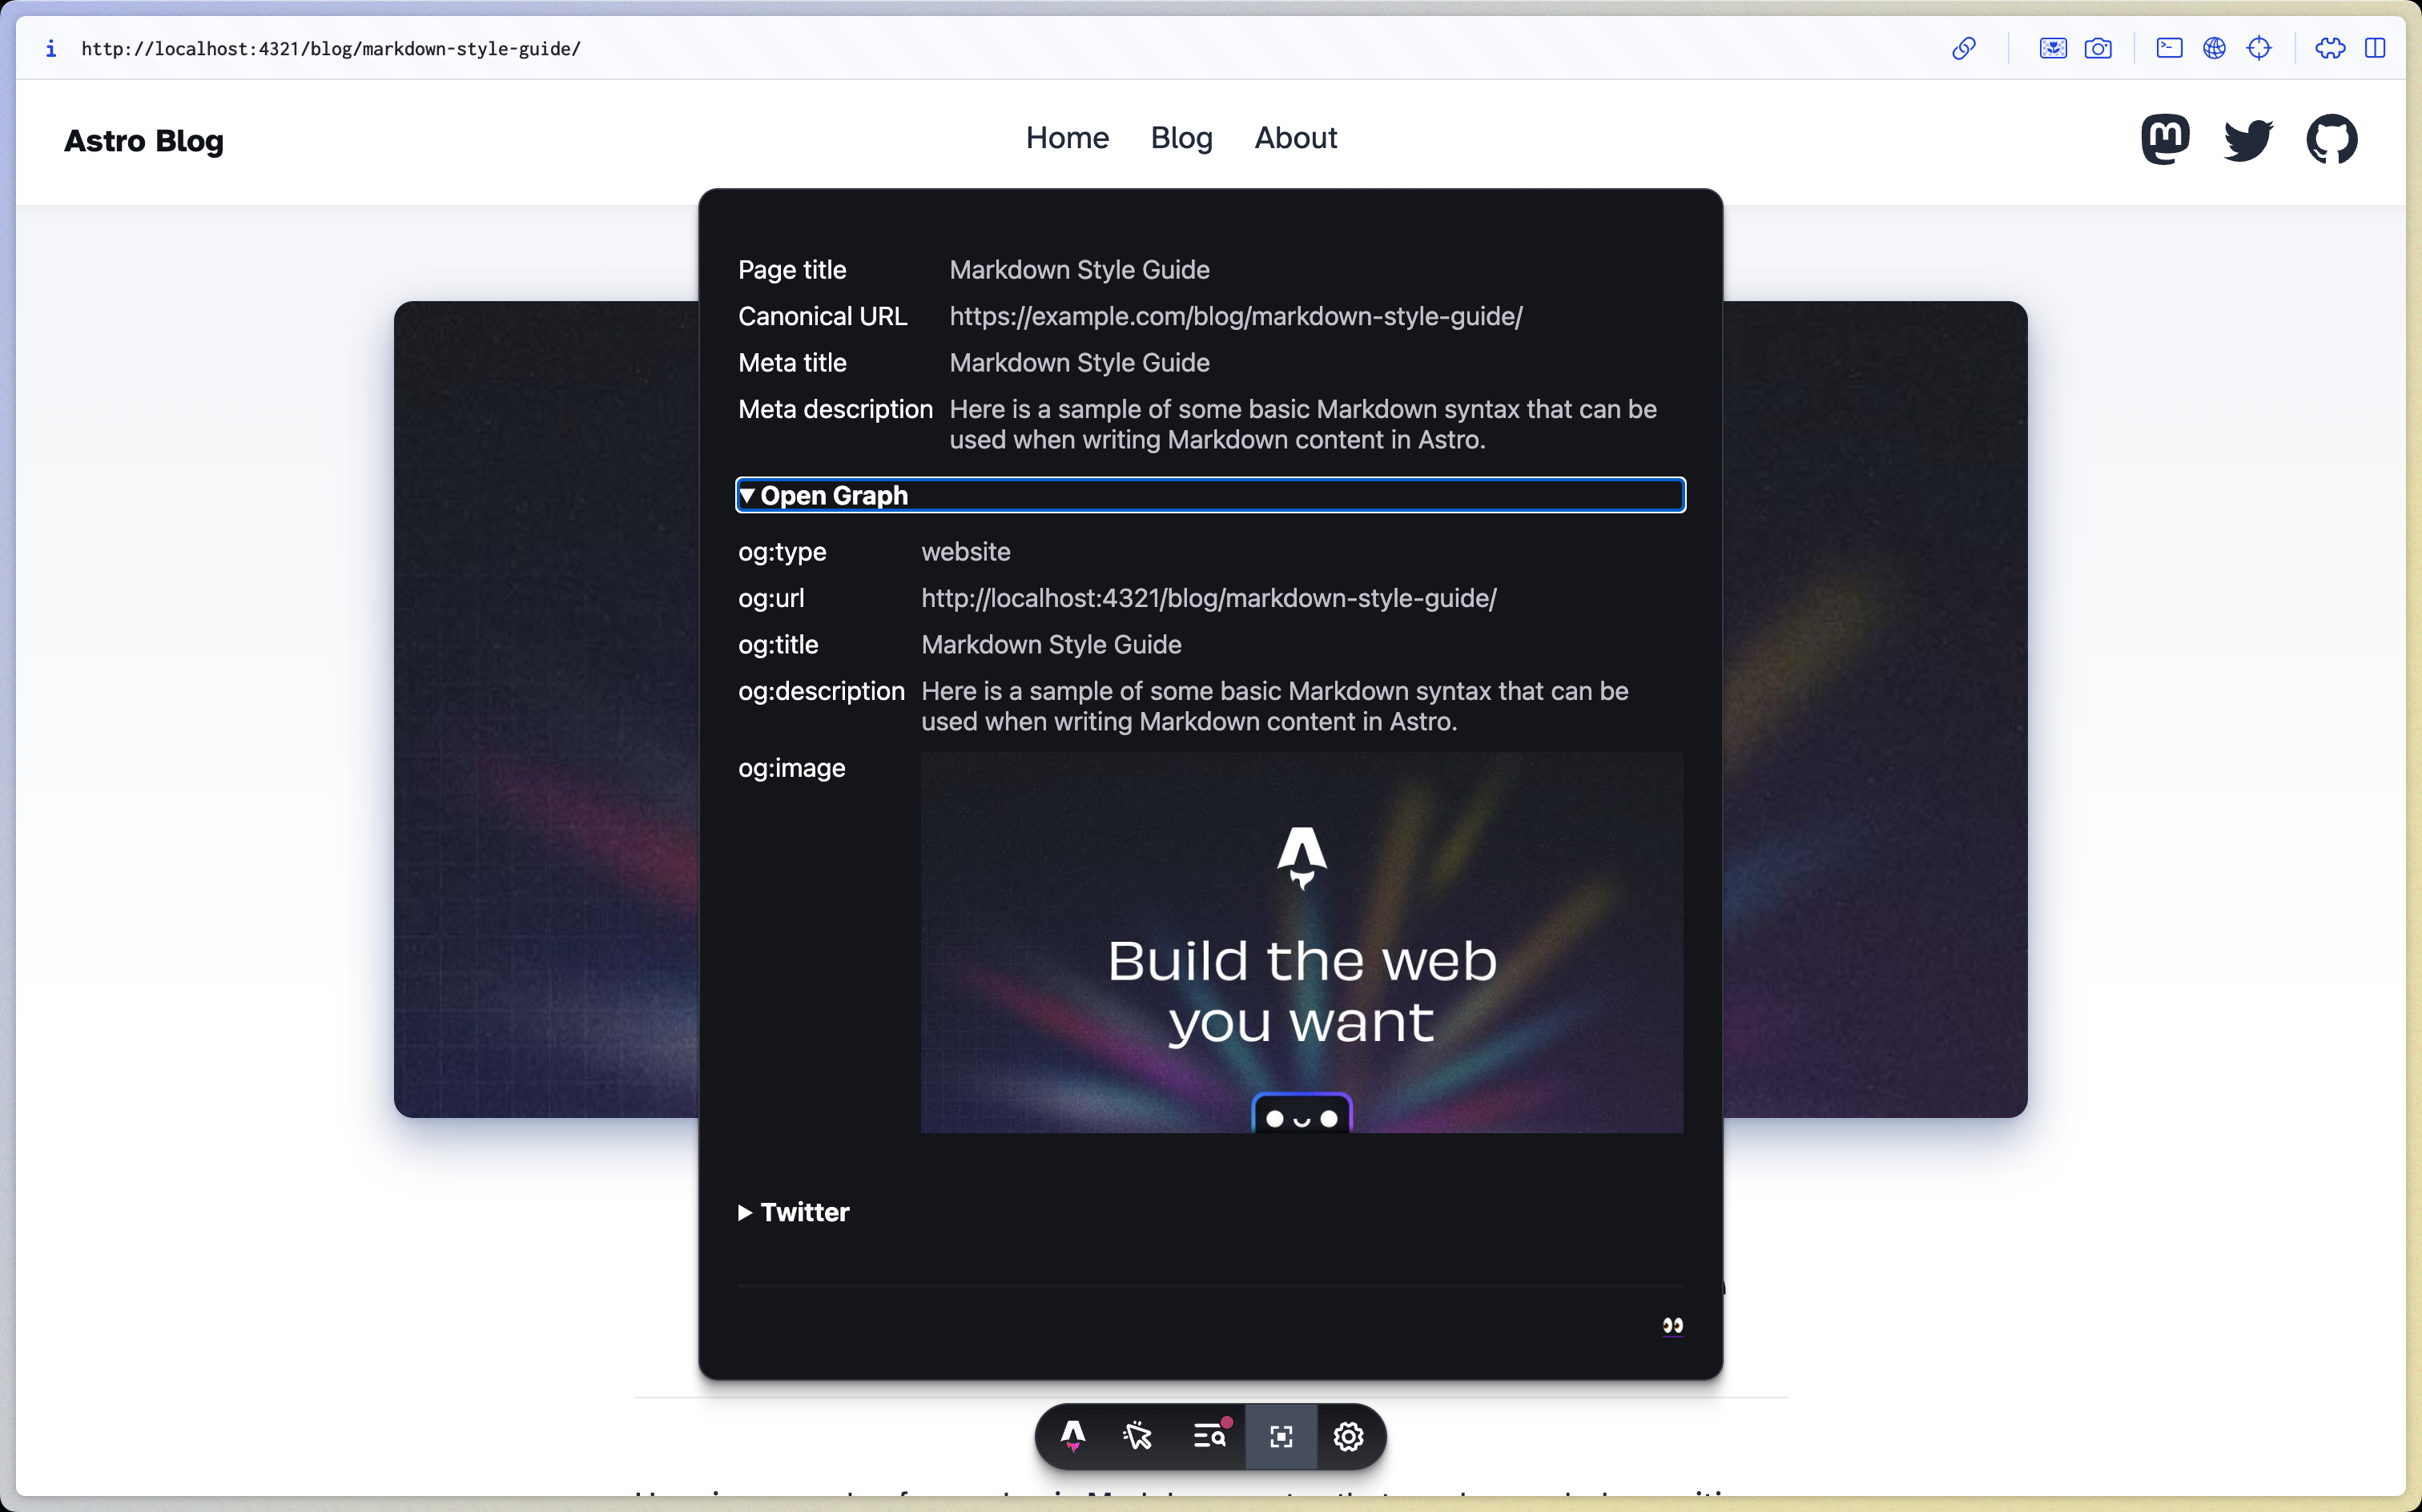 http://localhost:4321/blog/markdown-style-guide/
Astro Blog
Home Blog About
Page title Markdown Style Guide
Canonical URL https://example.com/blog/markdown-style-guide/
Meta title Markdown Style Guide
Meta description Here is a sample of some basic Markdown syntax that can be
used when writing Markdown content in Astro.
▼ Open Graph
og:type website
og:url http://localhost:4321/blog/markdown-style-guide/
og:title Markdown Style Guide
og:description Here is a sample of some basic Markdown syntax that can be
used when writing Markdown content in Astro.
og:image
Build the web
you want
▶ Twitter